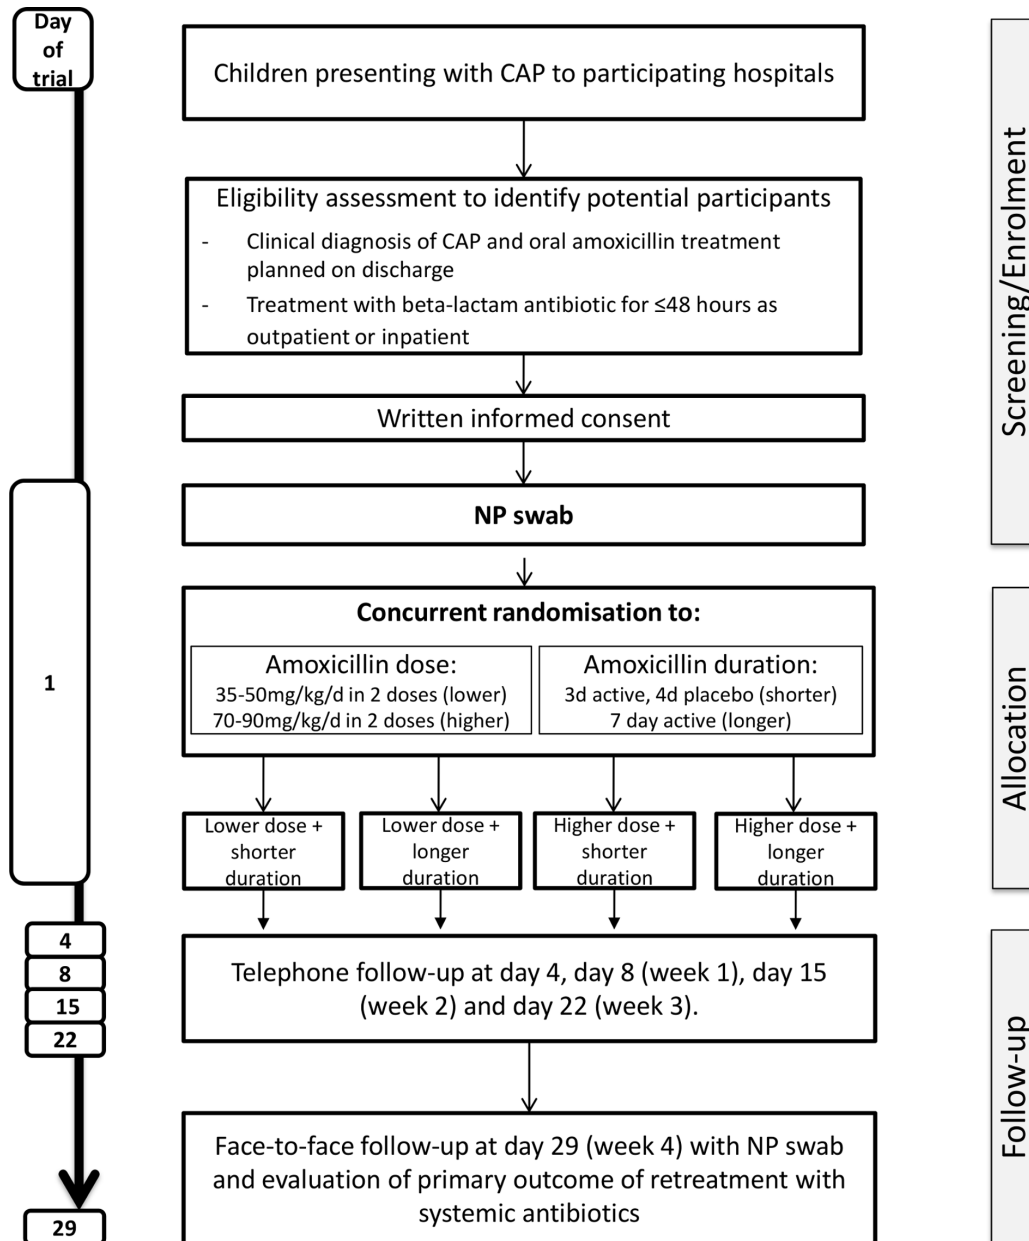 Day
of
trial
Children presenting with CAP to participating hospitals
Eligibility assessment to identify potential participants
- Clinical diagnosis of CAP and oral amoxicillin treatment
planned on discharge
- Treatment with beta-lactam antibiotic for ≤48 hours as
outpatient or inpatient
Written informed consent
NP swab
Screening/Enrolment
1
Concurrent randomisation to:
Amoxicillin dose:
35-50mg/kg/d in 2 doses (lower)
70-90mg/kg/d in 2 doses (higher)
Amoxicillin duration:
3d active, 4d placebo (shorter)
7 day active (longer)
Lower dose +
shorter
duration
Lower dose +
longer
duration
Higher dose +
shorter
duration
Higher dose +
longer
duration
Allocation
4
8
15
22
Telephone follow-up at day 4, day 8 (week 1), day 15
(week 2) and day 22 (week 3).
Face-to-face follow-up at day 29 (week 4) with NP swab
and evaluation of primary outcome of retreatment with
systemic antibiotics
29
Follow-up